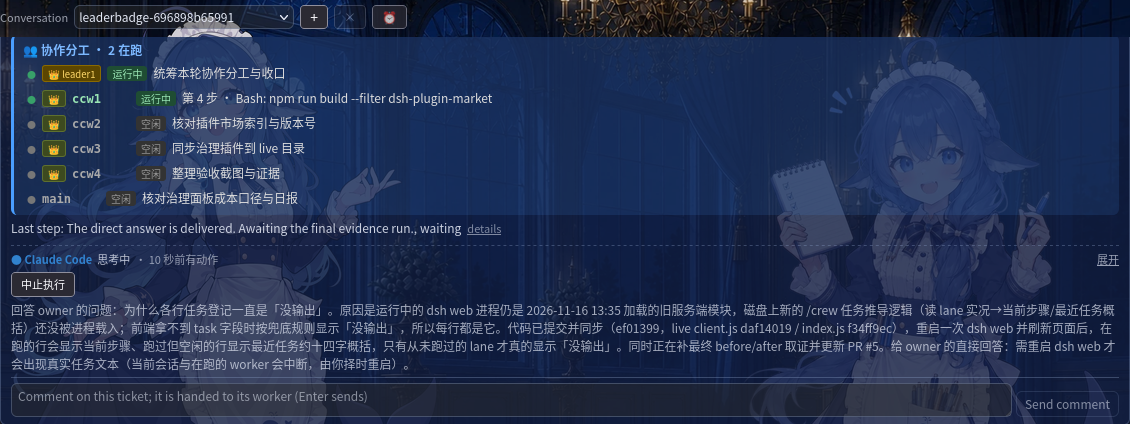 Conversation leaderbadge-696898b65991 + × ⏰
👥 协作分工 · 2 在跑
👑 leader1 运行中 统筹本轮协作分工与收口
👑 ccw1 运行中 第 4 步 · Bash: npm run build --filter dsh-plugin-market
👑 ccw2 空闲 核对插件市场索引与版本号
👑 ccw3 空闲 同步治理插件到 live 目录
👑 ccw4 空闲 整理验收截图与证据
main 空闲 核对治理面板成本口径与日报
Last step: The direct answer is delivered. Awaiting the final evidence run., waiting details
Claude Code 思考中 · 10 秒前有动作 展开
中止执行
回答 owner 的问题：为什么各行任务登记一直是「没输出」。原因是运行中的 dsh web 进程仍是 2026-11-16 13:35 加载的旧服务端模块，磁盘上新的 /crew 任务推导逻辑（读 lane 实况→当前步骤/最近任务概
括）还没被进程载入；前端拿不到 task 字段时按兜底规则显示「没输出」，所以每行都是它。代码已提交并同步（ef01399，live client.js daf14019 / index.js f34ff9ec），重启一次 dsh web 并刷新页面后，在
跑的行会显示当前步骤、跑过但空闲的行显示最近任务约十四字概括，只有从未跑过的 lane 才真的显示「没输出」。同时正在补最终 before/after 取证并更新 PR #5。给 owner 的直接回答：需重启 dsh web 才
会出现真实任务文本（当前会话与在跑的 worker 会中断，由你择时重启）。
Comment on this ticket; it is handed to its worker (Enter sends)
Send comment